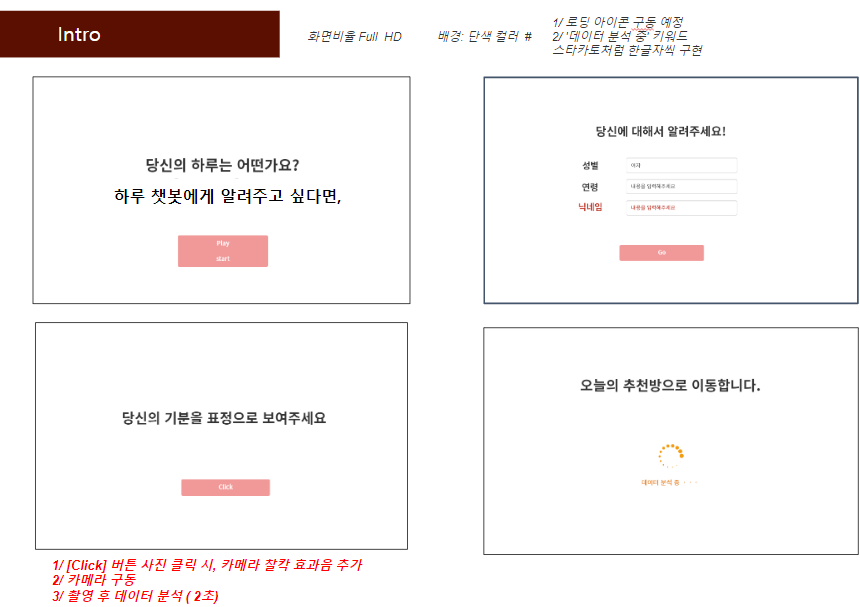 Intro
화면비율 Full HD
배경: 단색 컬러 #
1/ 로딩 아이콘 구동 예정
2/ '데이터 분석 중' 키워드
스타카토처럼 한글자씩 구현
당신의 하루는 어떤가요?
하루 챗봇에게 알려주고 싶다면,
Play
start
당신에 대해서 알려주세요!
성별 여자
연령 내용을 입력해주세요
닉네임 내용을 입력해주세요
Go
당신의 기분을 표정으로 보여주세요
Click
1/ [Click] 버튼 사진 클릭 시, 카메라 찰칵 효과음 추가
2/ 카메라 구동
3/ 촬영 후 데이터 분석 ( 2초)
오늘의 추천방으로 이동합니다.
데이터 분석 중 · · ·